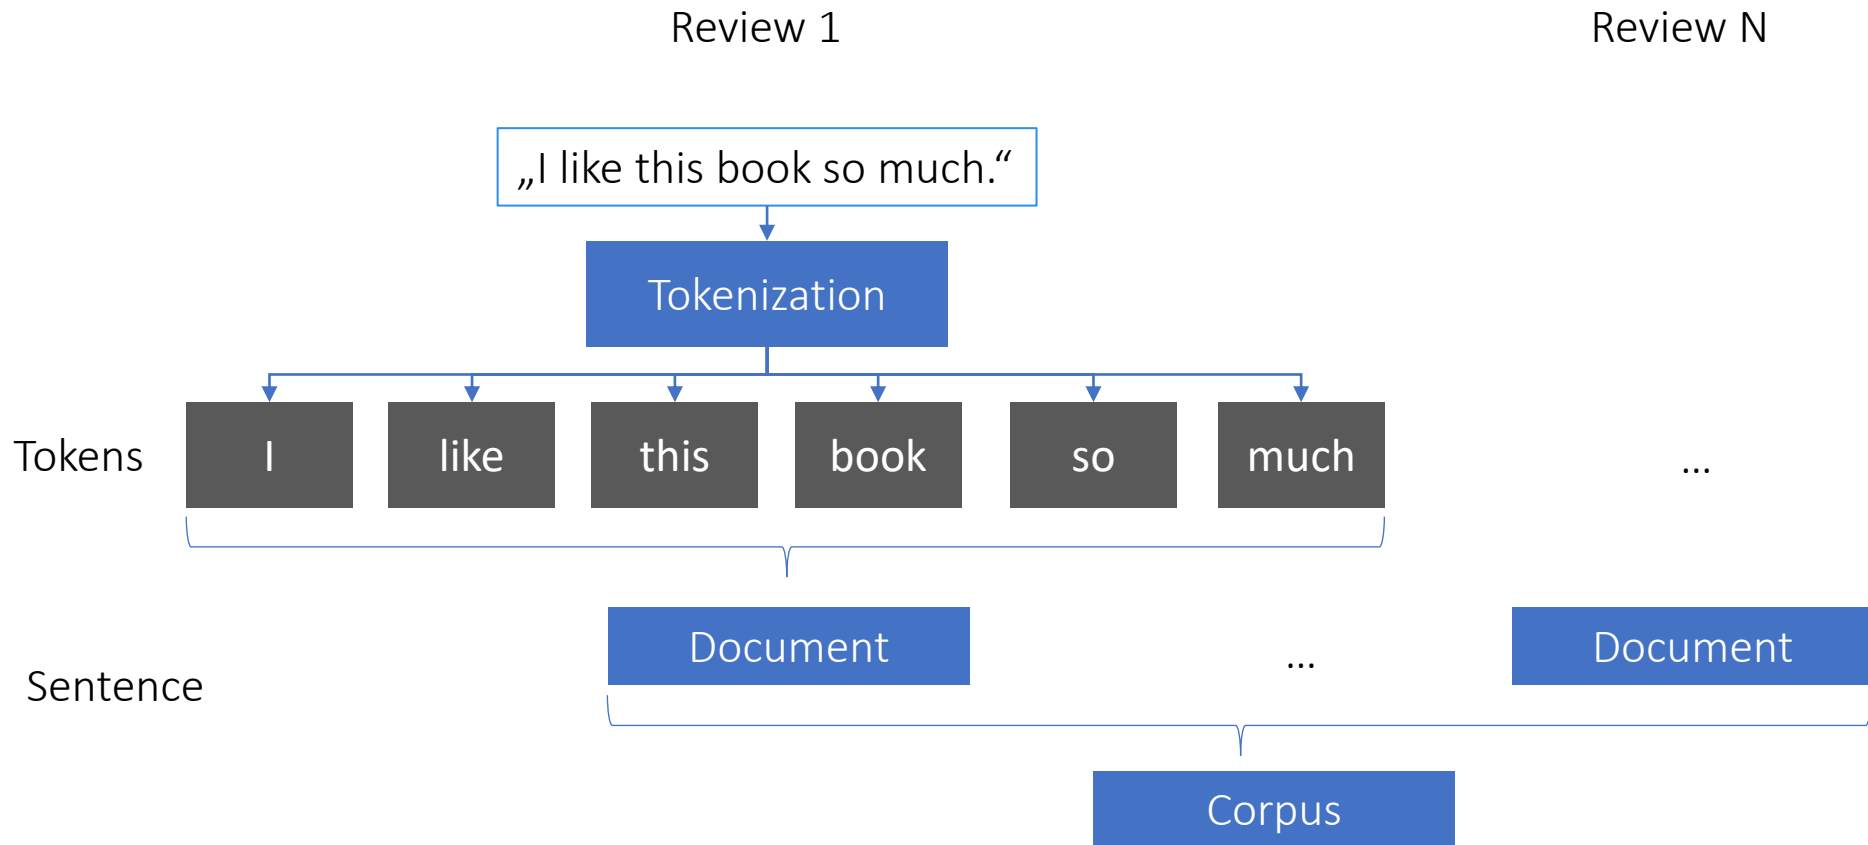 Review 1
Review N
„I like this book so much.“
Tokenization
Tokens
I
like
this
book
so
much
...
Document
...
Document
Sentence
Corpus